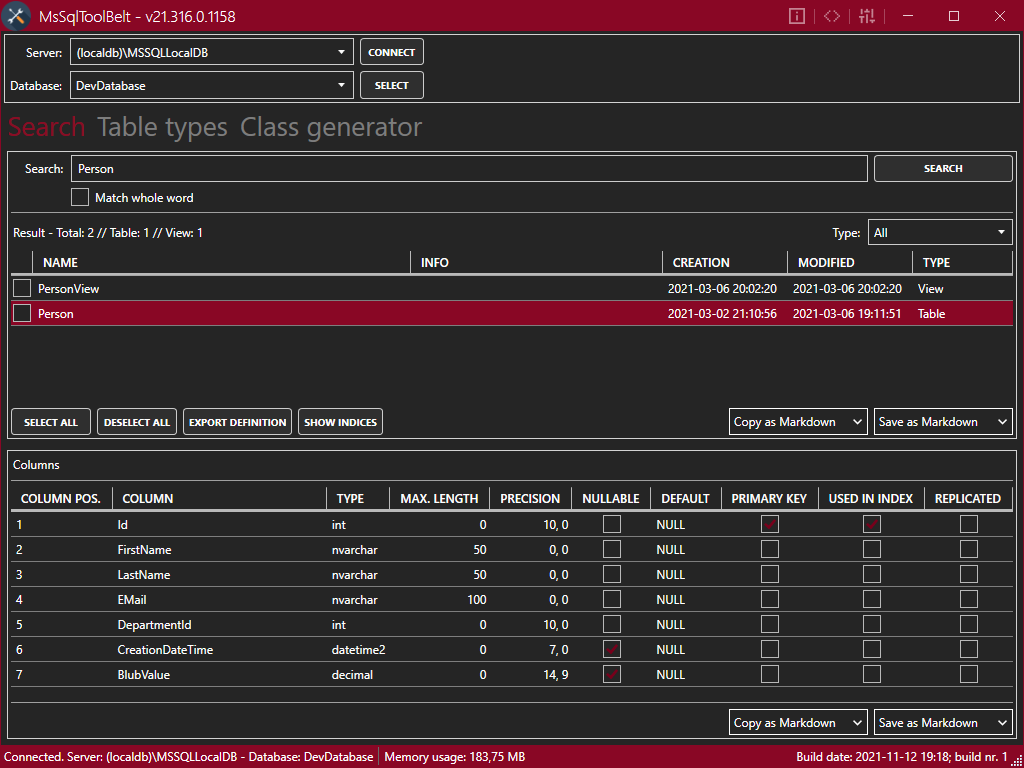 MsSqlToolBelt - v21.316.0.1158
Server: (localdb)\MSSQLLocalDB CONNECT
Database: DevDatabase SELECT
Search Table types Class generator
Search: Person SEARCH
Match whole word
Result - Total: 2 // Table: 1 // View: 1 Type: All
NAME INFO CREATION MODIFIED TYPE
PersonView 2021-03-06 20:02:20 2021-03-06 20:02:20 View
Person 2021-03-02 21:10:56 2021-03-06 19:11:51 Table
SELECT ALL DESELECT ALL EXPORT DEFINITION SHOW INDICES Copy as Markdown Save as Markdown
Columns
COLUMN POS. COLUMN TYPE MAX. LENGTH PRECISION NULLABLE DEFAULT PRIMARY KEY USED IN INDEX REPLICATED
1 Id int 0 10, 0 NULL
2 FirstName nvarchar 50 0, 0 NULL
3 LastName nvarchar 50 0, 0 NULL
4 EMail nvarchar 100 0, 0 NULL
5 DepartmentId int 0 10, 0 NULL
6 CreationDateTime datetime2 0 7, 0 NULL
7 BlubValue decimal 0 14, 9 NULL
Copy as Markdown Save as Markdown
Connected. Server: (localdb)\MSSQLLocalDB - Database: DevDatabase Memory usage: 183,75 MB Build date: 2021-11-12 19:18; build nr. 1